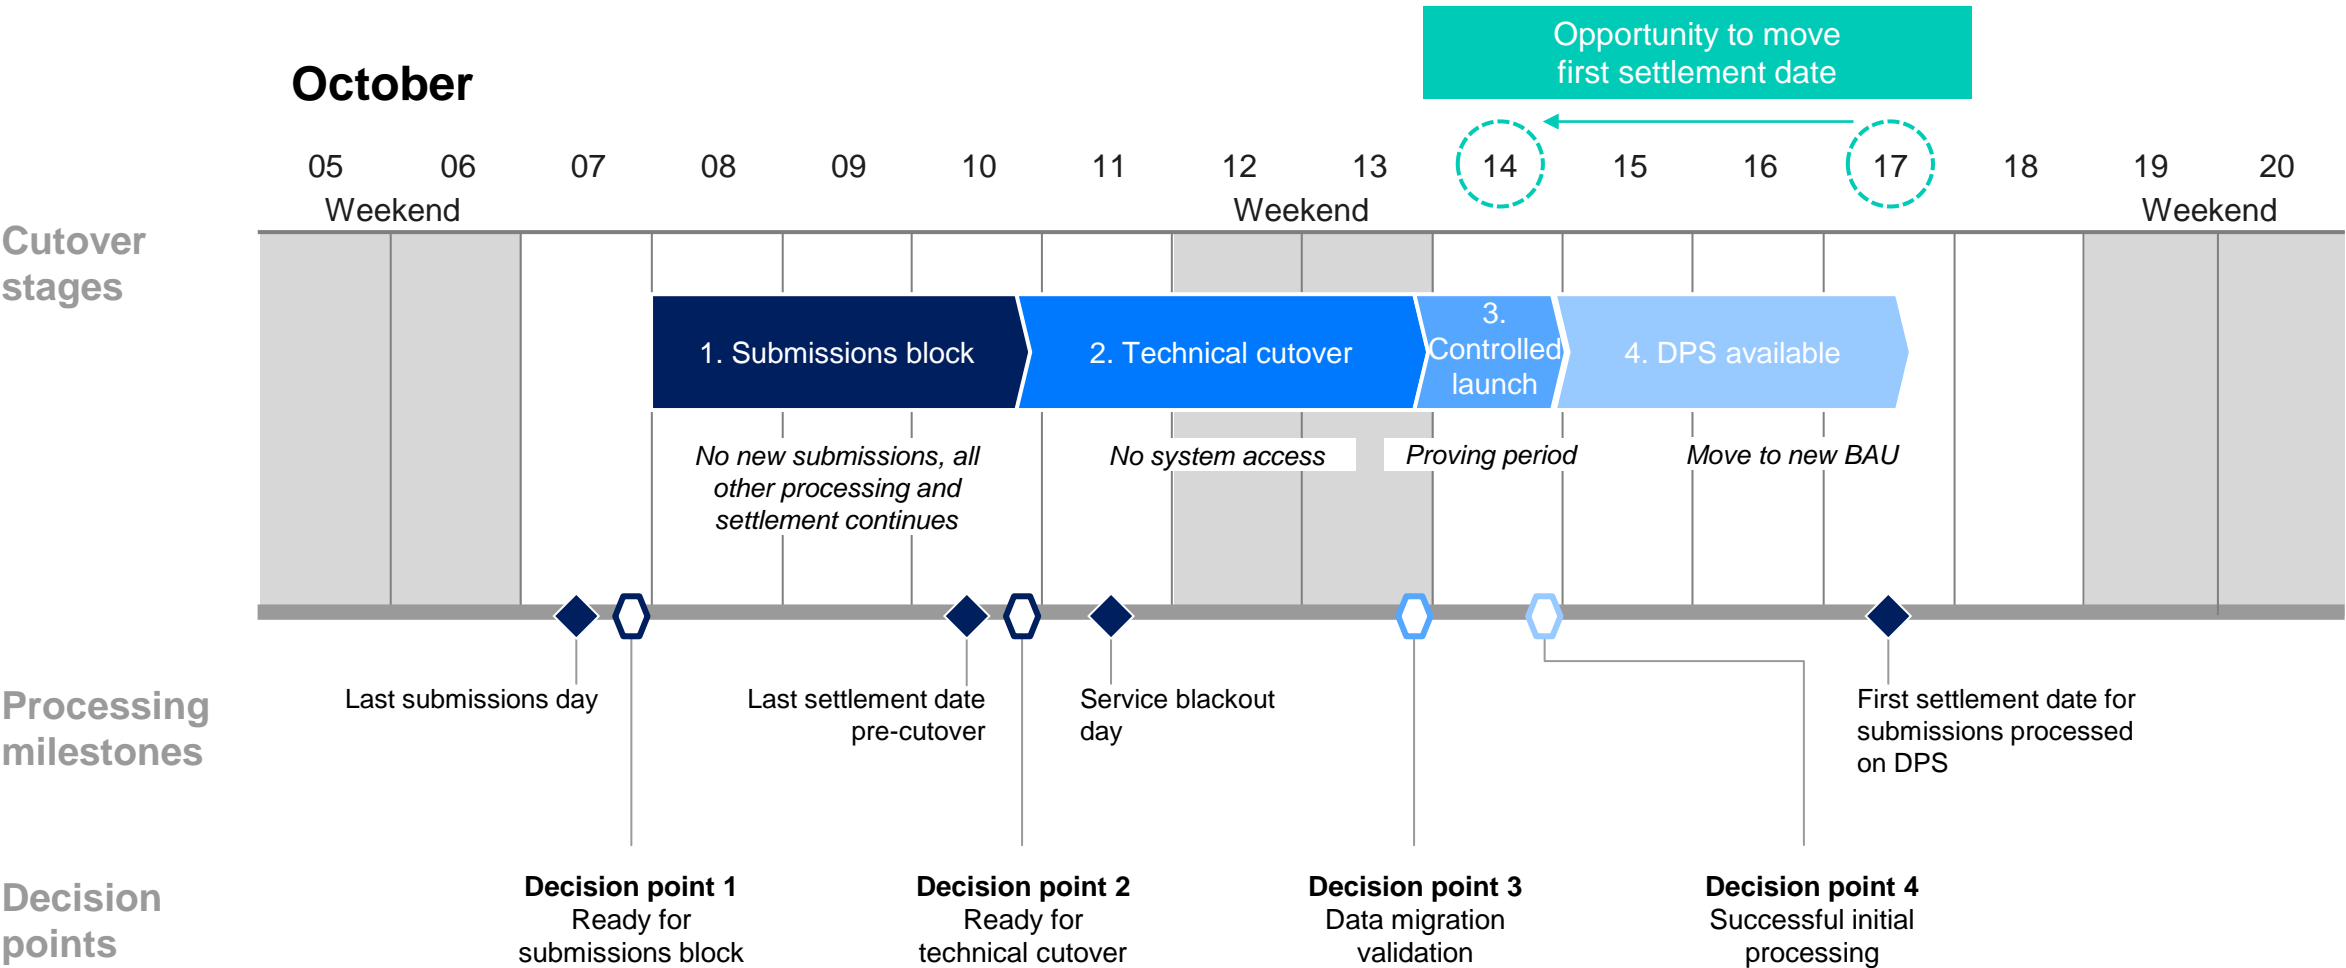 Opportunity to move
first settlement date
October
05 06 07 08 09 10 11 12 13 14 15 16 17 18 19 20
Weekend Weekend Weekend
Cutover
stages
1. Submissions block
2. Technical cutover
3.
Controlled
launch
4. DPS available
No new submissions, all
other processing and
settlement continues
No system access
Proving period
Move to new BAU
Processing
milestones
Last submissions day
Last settlement date
pre-cutover
Service blackout
day
First settlement date for
submissions processed
on DPS
Decision
points
Decision point 1
Ready for
submissions block
Decision point 2
Ready for
technical cutover
Decision point 3
Data migration
validation
Decision point 4
Successful initial
processing